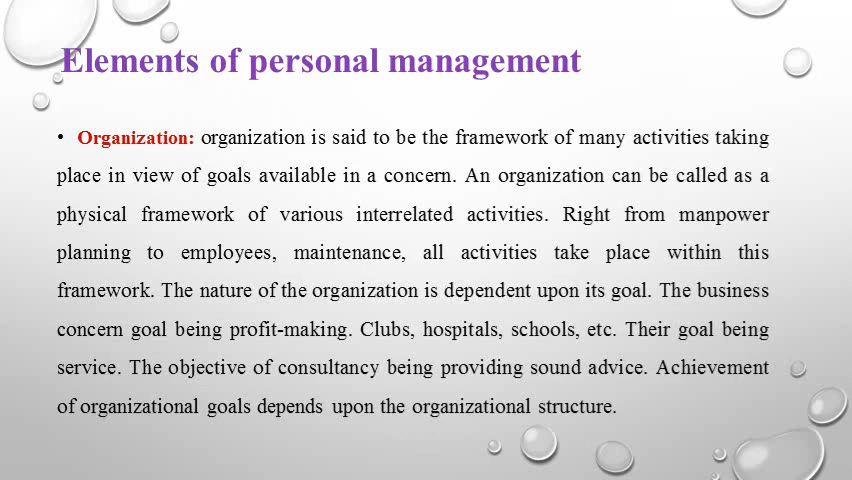 Elements of personal management
• Organization: organization is said to be the framework of many activities taking
place in view of goals available in a concern. An organization can be called as a
physical framework of various interrelated activities. Right from manpower
planning to employees, maintenance, all activities take place within this
framework. The nature of the organization is dependent upon its goal. The business
concern goal being profit-making. Clubs, hospitals, schools, etc. Their goal being
service. The objective of consultancy being providing sound advice. Achievement
of organizational goals depends upon the organizational structure.